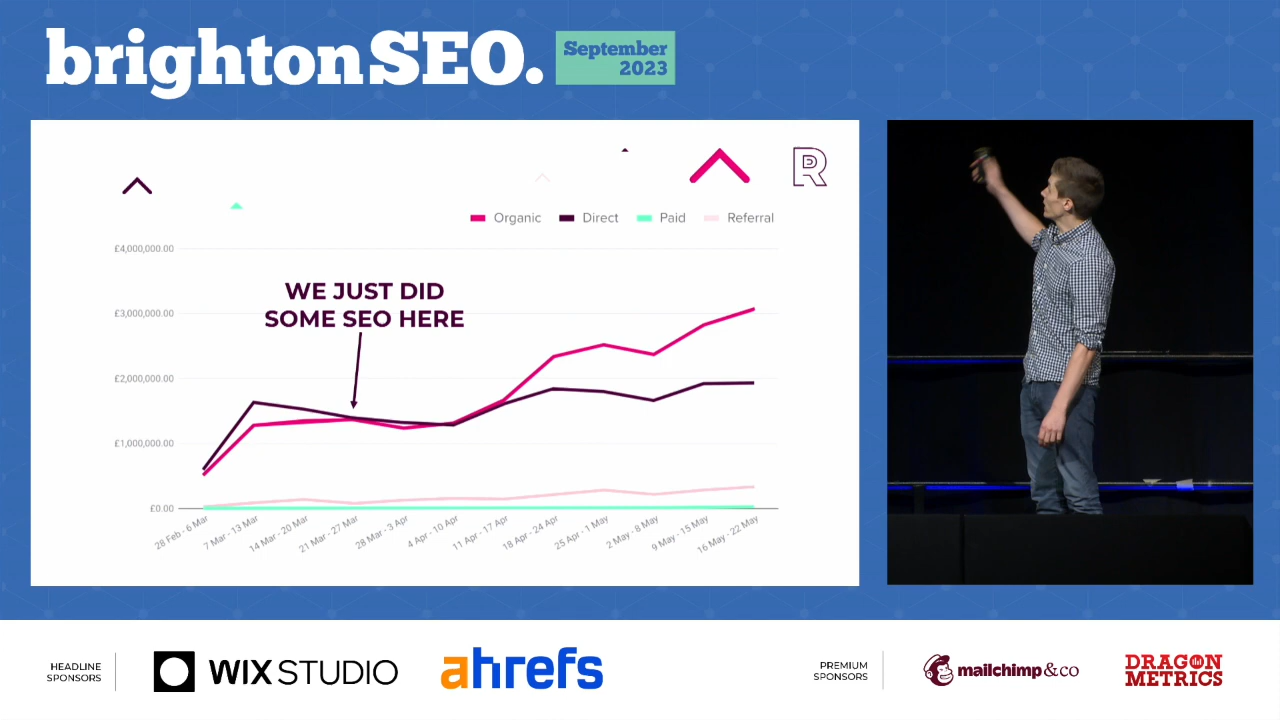 brightonSEO.
September
2023
R
Organic
Direct
Paid
Referral
£4,000,000.00
£3,000,000.00
£2,000,000.00
£1,000,000.00
£0.00
WE JUST DID
SOME SEO HERE
28 Feb - 6 Mar
7 Mar - 13 Mar
14 Mar - 20 Mar
21 Mar - 27 Mar
28 Mar - 3 Apr
4 Apr - 10 Apr
11 Apr - 17 Apr
18 Apr - 24 Apr
25 Apr - 1 May
2 May - 8 May
9 May - 15 May
16 May - 22 May
HEADLINE
SPONSORS
WIX STUDIO
ahrefs
PREMIUM
SPONSORS
mailchimp & co
DRAGON
METRICS